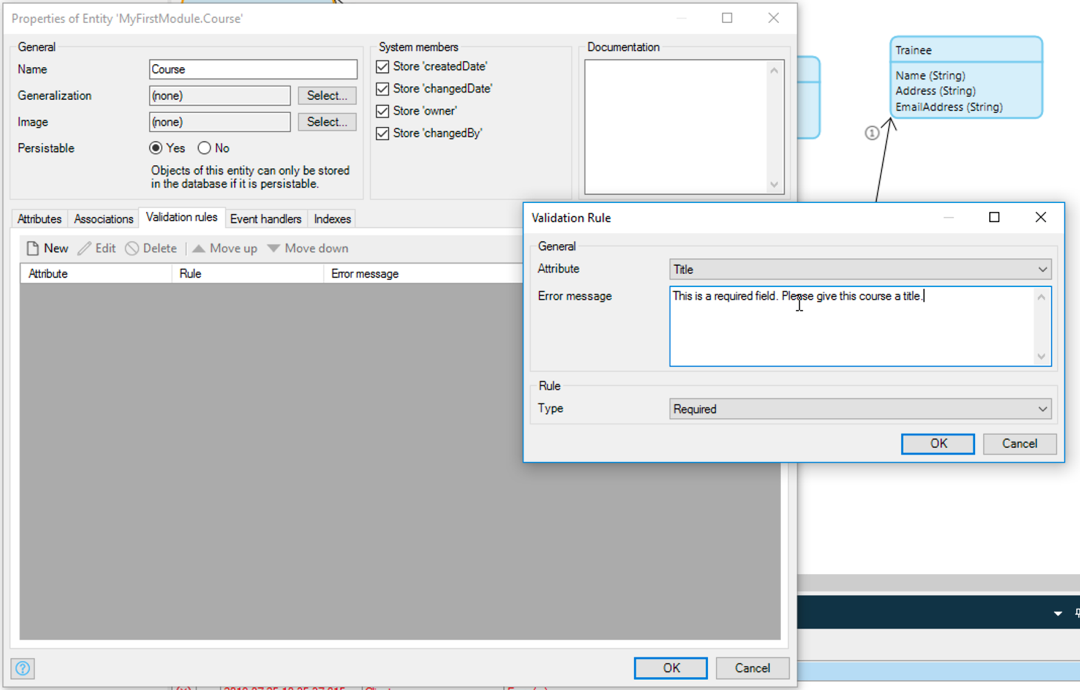 Properties of Entity 'MyFirstModule.Course'
General
Name
Course
Generalization
(none)
Select...
Image
(none)
Select...
Persistable
Yes
No
Objects of this entity can only be stored
in the database if it is persistable.
System members
Store 'createdDate'
Store 'changedDate'
Store 'owner'
Store 'changedBy'
Documentation
Trainee
Name (String)
Address (String)
EmailAddress (String)
1
Attributes
Associations
Validation rules
Event handlers
Indexes
New
Edit
Delete
Move up
Move down
Attribute
Rule
Error message
Validation Rule
General
Attribute
Title
Error message
This is a required field. Please give this course a title.
Rule
Type
Required
OK
Cancel
?
OK
Cancel